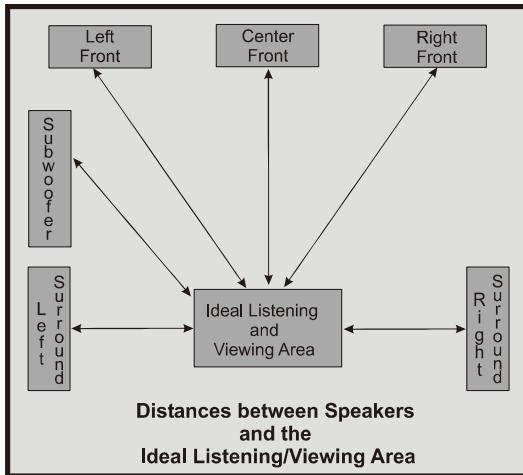 Left
Front
Center
Front
Right
Front
Subwoofer
Left
Surround
Ideal Listening
and
Viewing Area
Right
Surround
Distances between Speakers
and the
Ideal Listening/Viewing Area